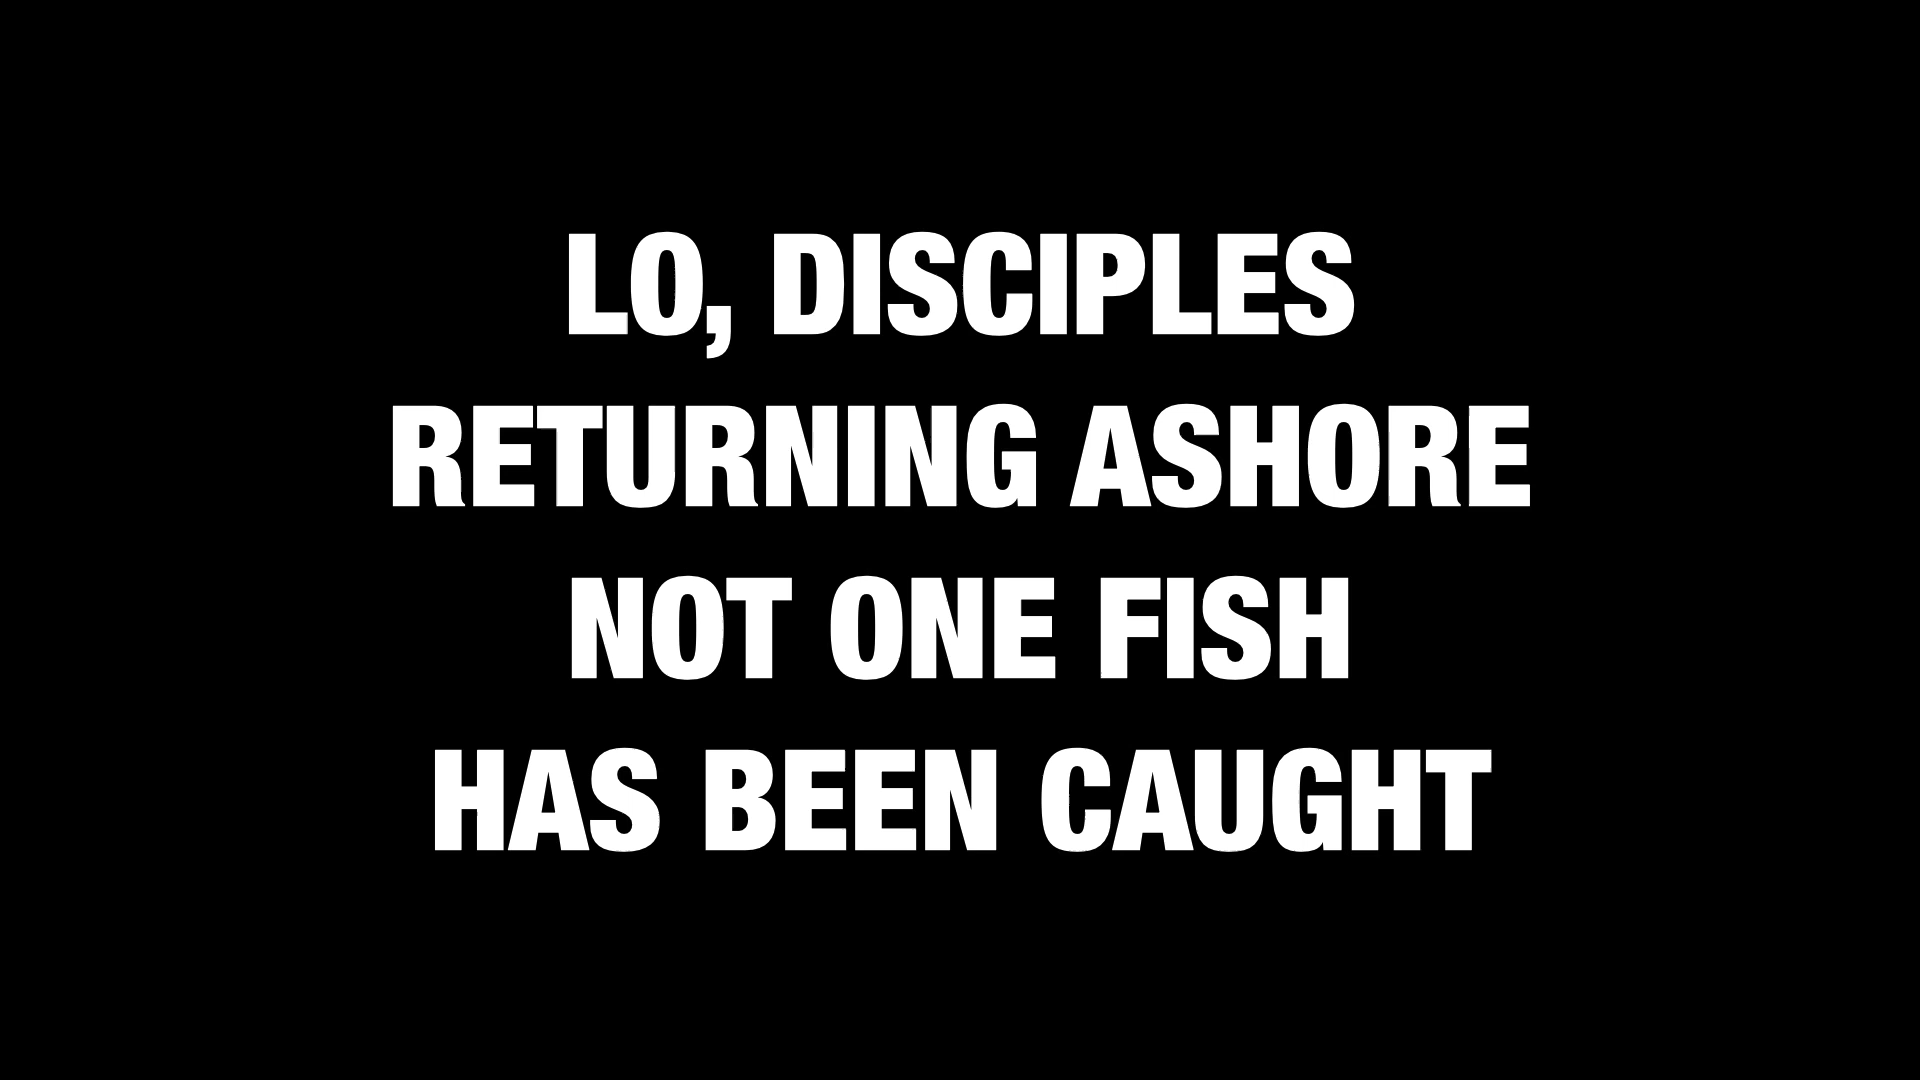 LO, DISCIPLES
RETURNING ASHORE
NOT ONE FISH
HAS BEEN CAUGHT